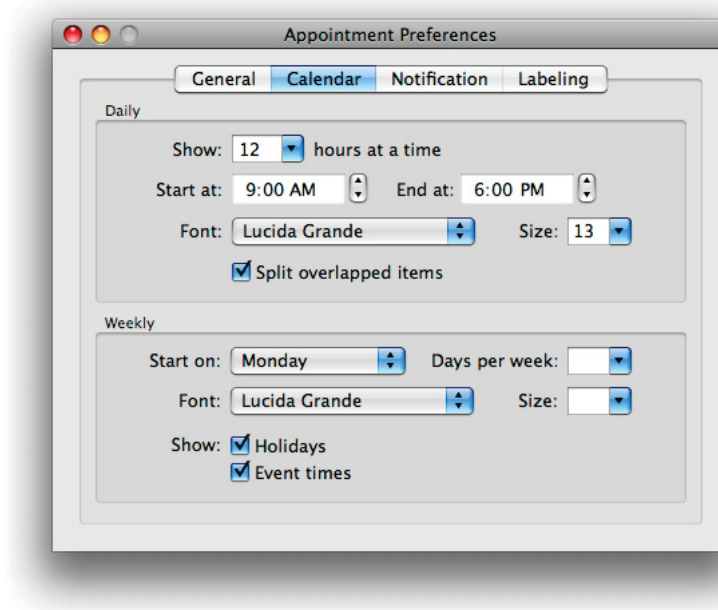 Appointment Preferences
General Calendar Notification Labeling
Daily
Show: 12 hours at a time
Start at: 9:00 AM End at: 6:00 PM
Font: Lucida Grande Size: 13
Split overlapped items
Weekly
Start on: Monday Days per week:
Font: Lucida Grande Size:
Show: Holidays
Event times